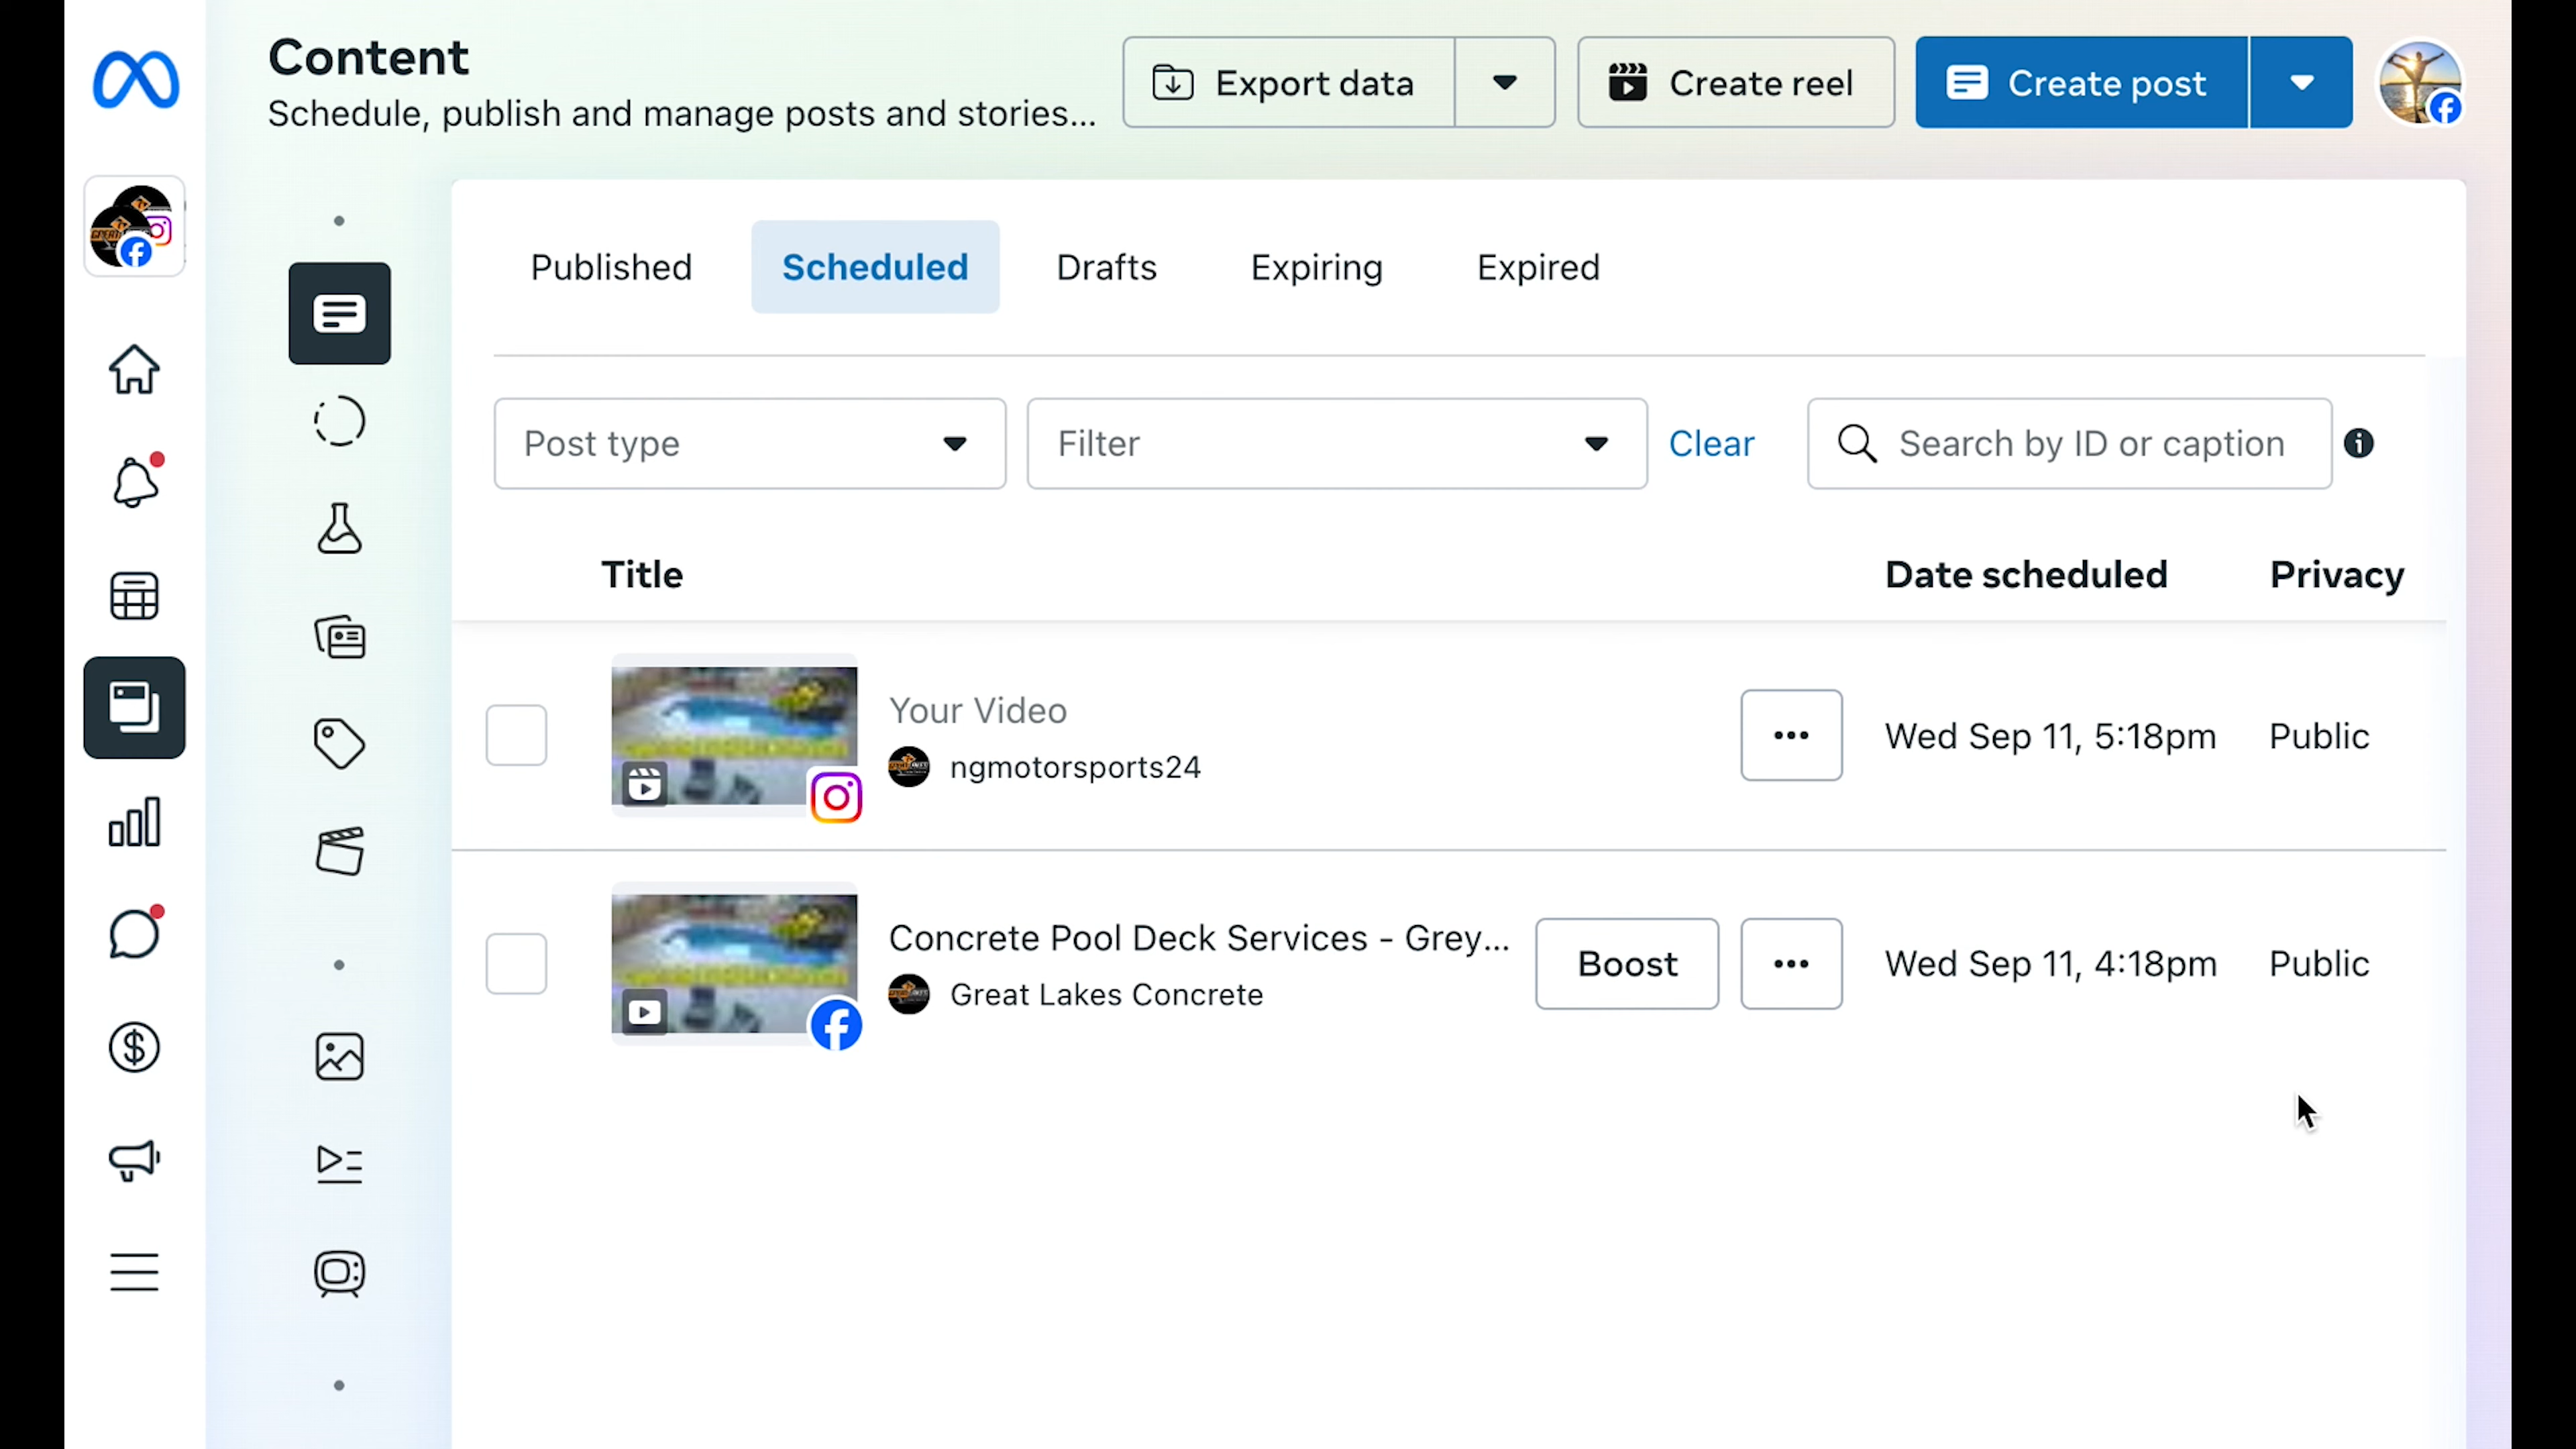 Content
Schedule, publish and manage posts and stories...
Export data
Create reel
Create post
Published
Scheduled
Drafts
Expiring
Expired
Post type
Filter
Clear
Search by ID or caption
Title
Date scheduled
Privacy
Your Video
ngmotorsports24
Wed Sep 11, 5:18pm
Public
Concrete Pool Deck Services - Grey...
Great Lakes Concrete
Boost
Wed Sep 11, 4:18pm
Public